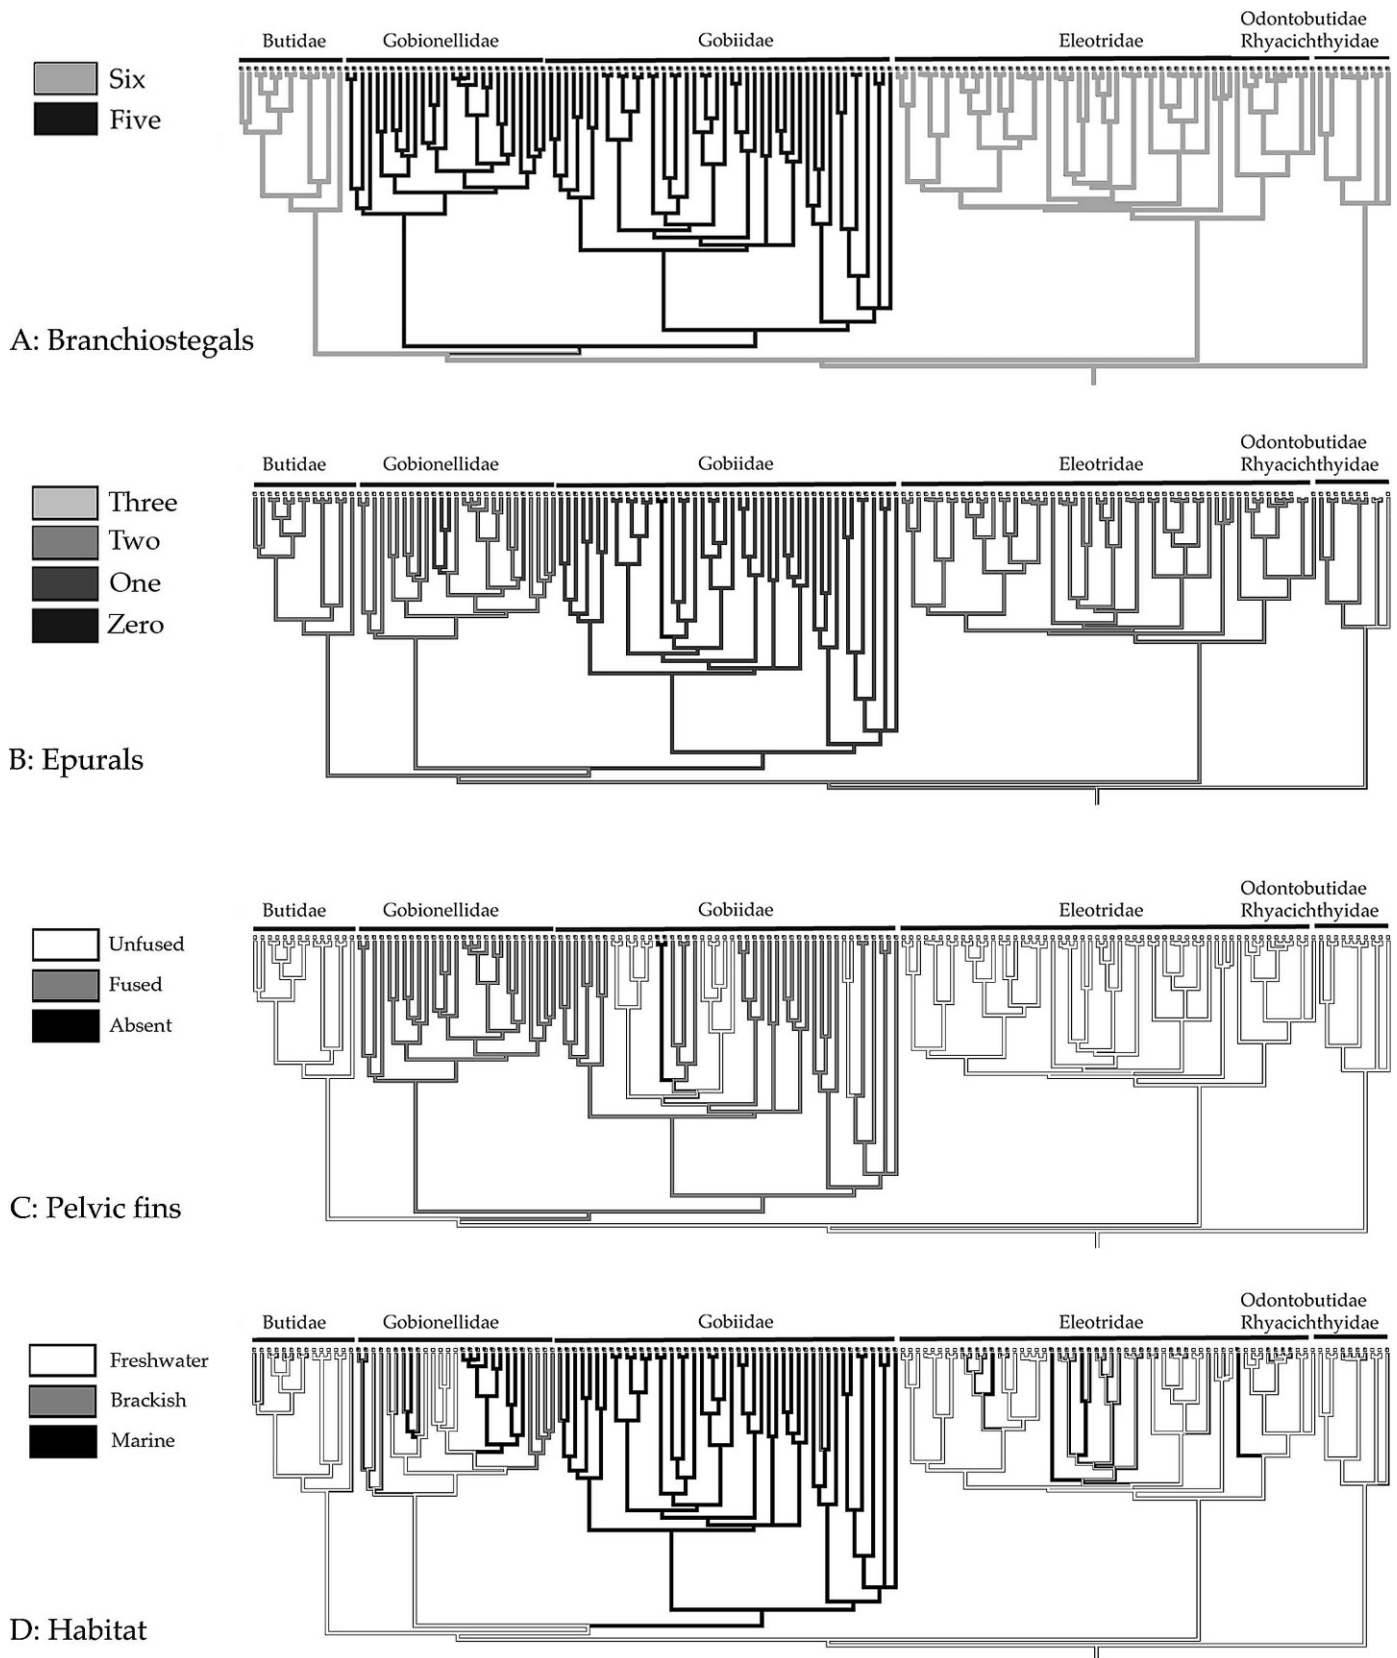 Odontobutidae
Butidae Gobionellidae Gobiidae Eleotridae Rhyacichthyidae
Six
Five
A: Branchiostegals
Odontobutidae
Butidae Gobionellidae Gobiidae Eleotridae Rhyacichthyidae
Three
Two
One
Zero
B: Epurals
Odontobutidae
Butidae Gobionellidae Gobiidae Eleotridae Rhyacichthyidae
Unfused
Fused
Absent
C: Pelvic fins
Odontobutidae
Butidae Gobionellidae Gobiidae Eleotridae Rhyacichthyidae
Freshwater
Brackish
Marine
D: Habitat